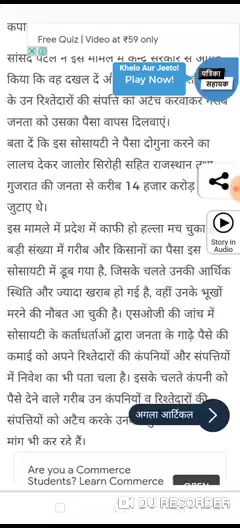 कपा
Free Quiz | Video at ₹59 only
सांसद पटेल ने इस मामले में केन्द्र सरकार से
किया कि वह दखल दें
Khelo Aur Jeeto!
Play Now!
पत्रिका
सहायक
के उन रिश्तेदारों की संपत्ति को अटैच करवाकर
जनता को उसका पैसा वापस दिलवाएं।
बता दें कि इस सोसायटी ने पैसा दोगुना करने का
लालच देकर जालोर सिरोही सहित राजस्थान तथा
गुजरात की जनता से करीब 14 हजार करोड़
जुटाए थे।
इस मामले में प्रदेश में काफी हो हल्ला मच चुका
Story in
Audio
बड़ी संख्या में गरीब और किसानों का पैसा इस
सोसायटी में डूब गया है, जिसके चलते उनकी आर्थिक
स्थिति और ज्यादा खराब हो गई है, वहीं उनके भूखों
मरने की नौबत आ चुकी है। एसओजी की जांच में
सोसायटी के कर्ताधर्ताओं द्वारा जनता के गाढ़े पैसे की
कमाई को अपने रिश्तेदारों की कंपनियों और संपत्तियों
में निवेश का भी पता चला है। इसके चलते कंपनी को
पैसे देने वाले गरीब उन कंपनियों व रिश्तेदारों की
संपत्तियों को अटैच करके
अगला आर्टिकल
मांग भी कर रहे हैं।
Are you a Commerce
Students? Learn Commerce
OPEN
DU RECORDER